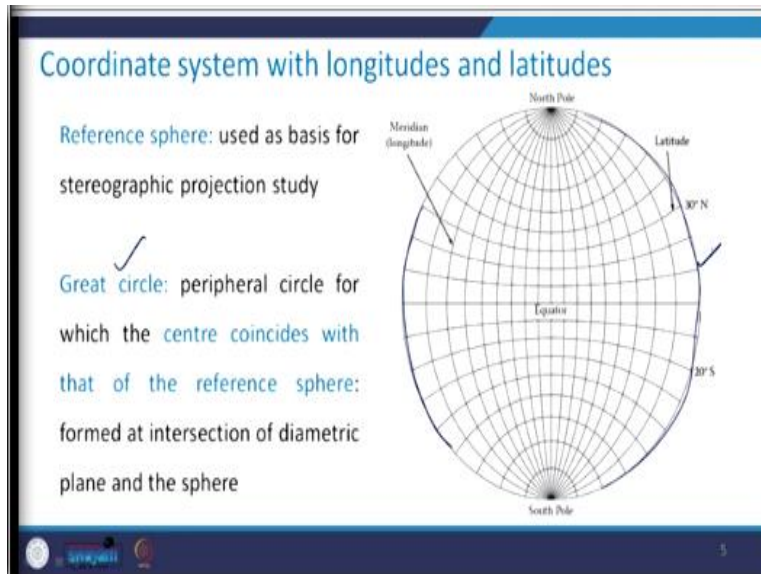 Coordinate system with longitudes and latitudes
Reference sphere: used as basis for
stereographic projection study
Great circle: peripheral circle for
which the centre coincides with
that of the reference sphere:
formed at intersection of diametric
plane and the sphere
North Pole
Meridian
(longitude)
Latitude
30° N
Equator
20° S
South Pole
swayam
5